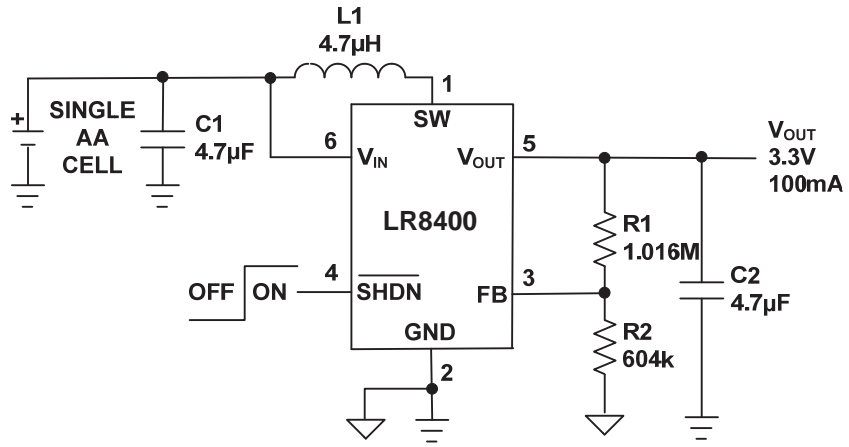 L1
4.7µH
1
SW
+
SINGLE
AA
CELL
C1
4.7µF
6
VIN
VOUT
5
VOUT
3.3V
100mA
LR8400
R1
1.016M
OFF
ON
4
SHDN
FB
3
C2
4.7µF
GND
2
R2
604k